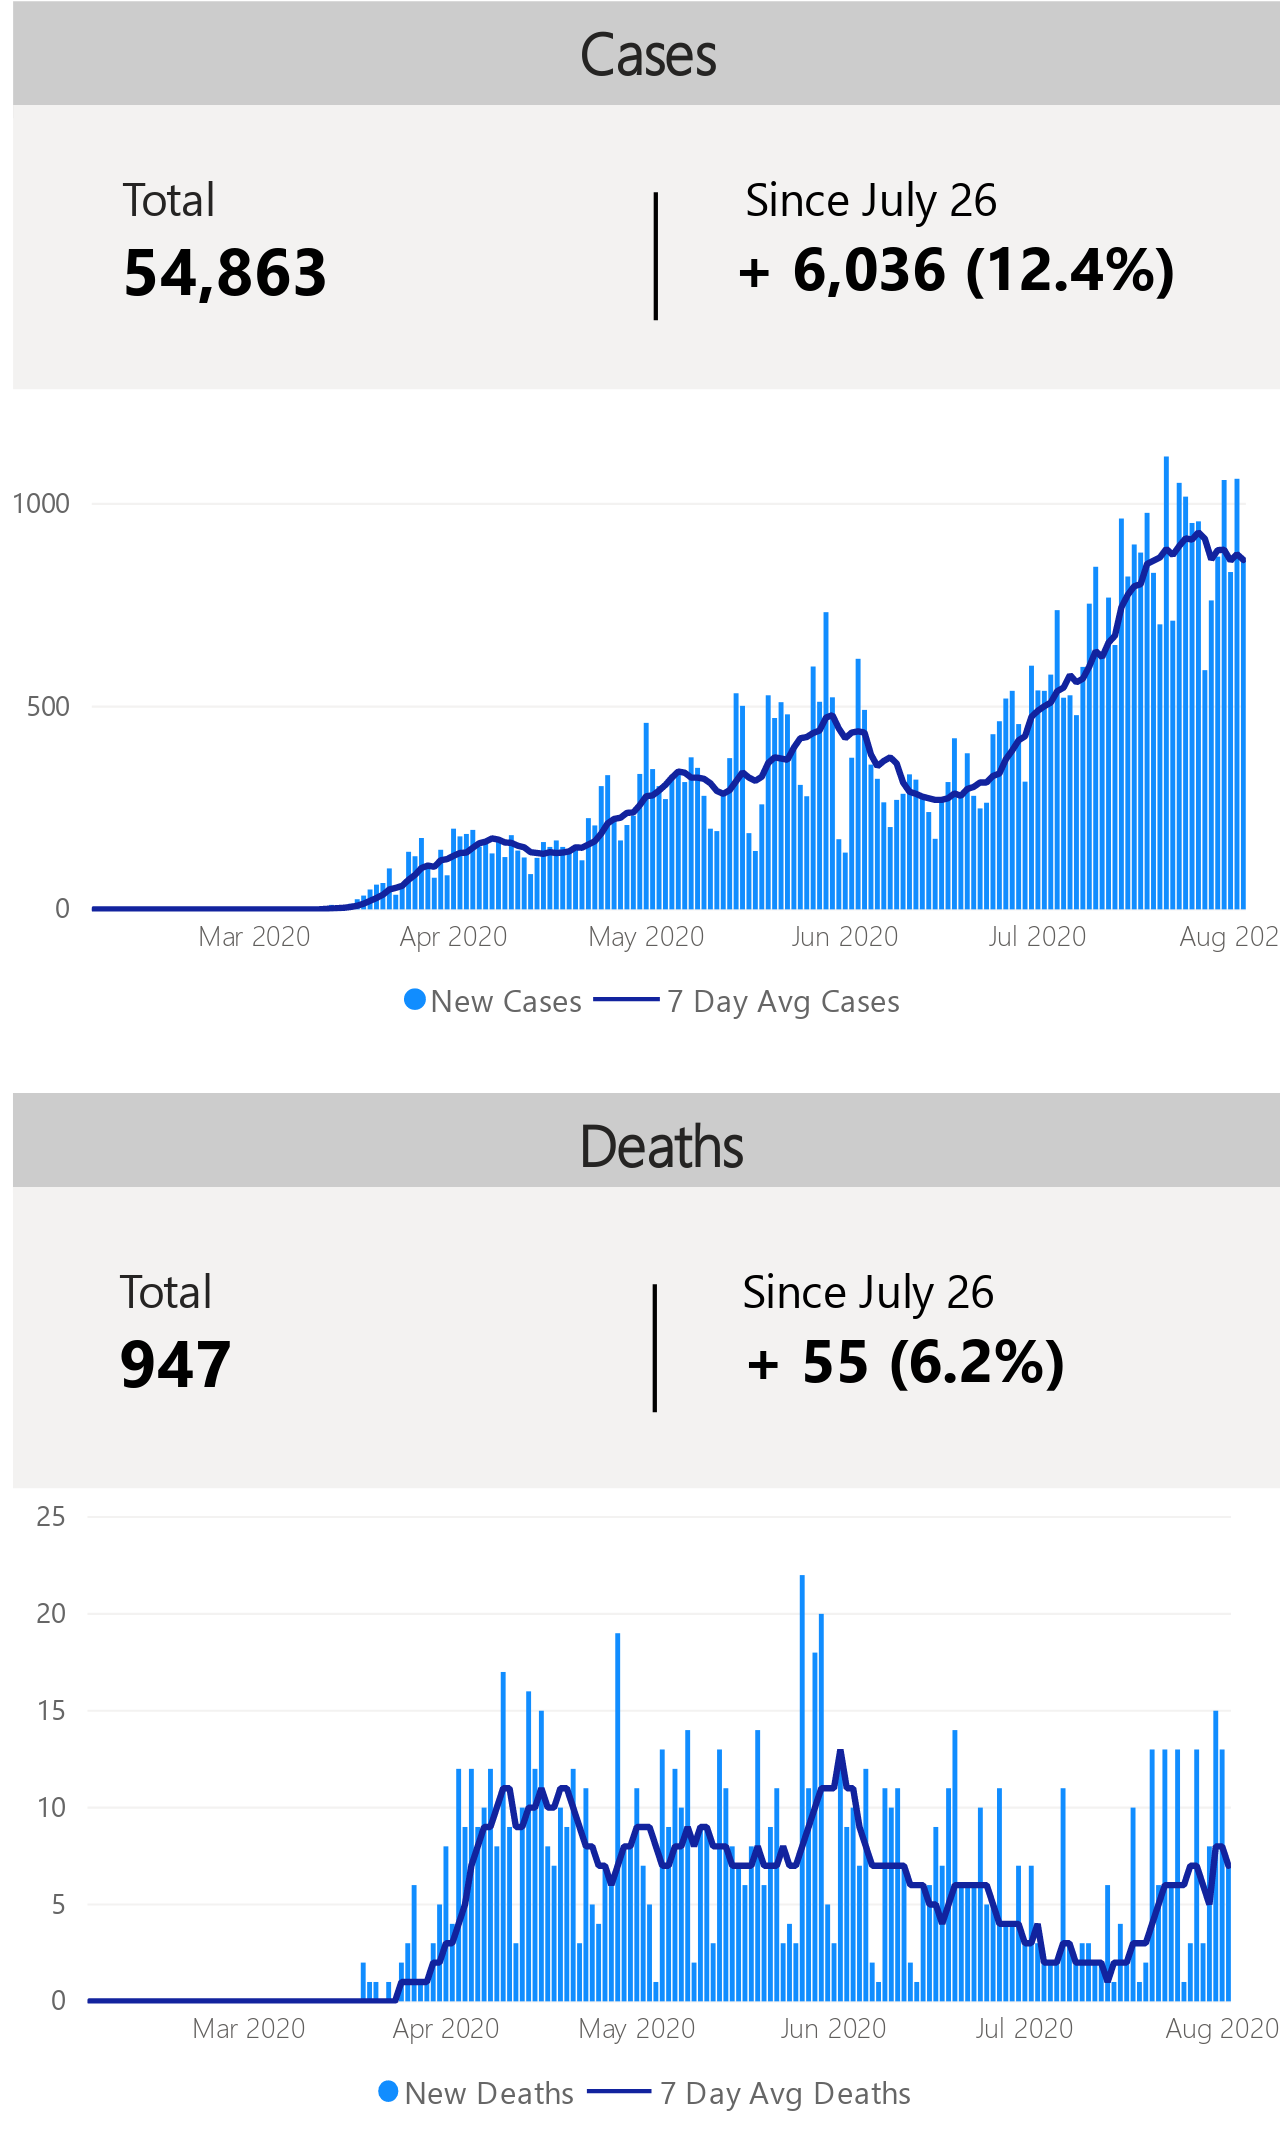 Cases
Total
Since July 26
54,863
+ 6,036 (12.4%)
1000
500
0
Mar 2020 Apr 2020 May 2020 Jun 2020 Jul 2020 Aug 202
New Cases 7 Day Avg Cases
Deaths
Total
Since July 26
947
+ 55 (6.2%)
25
20
15
10
5
0
Mar 2020 Apr 2020 May 2020 Jun 2020 Jul 2020 Aug 2020
New Deaths 7 Day Avg Deaths